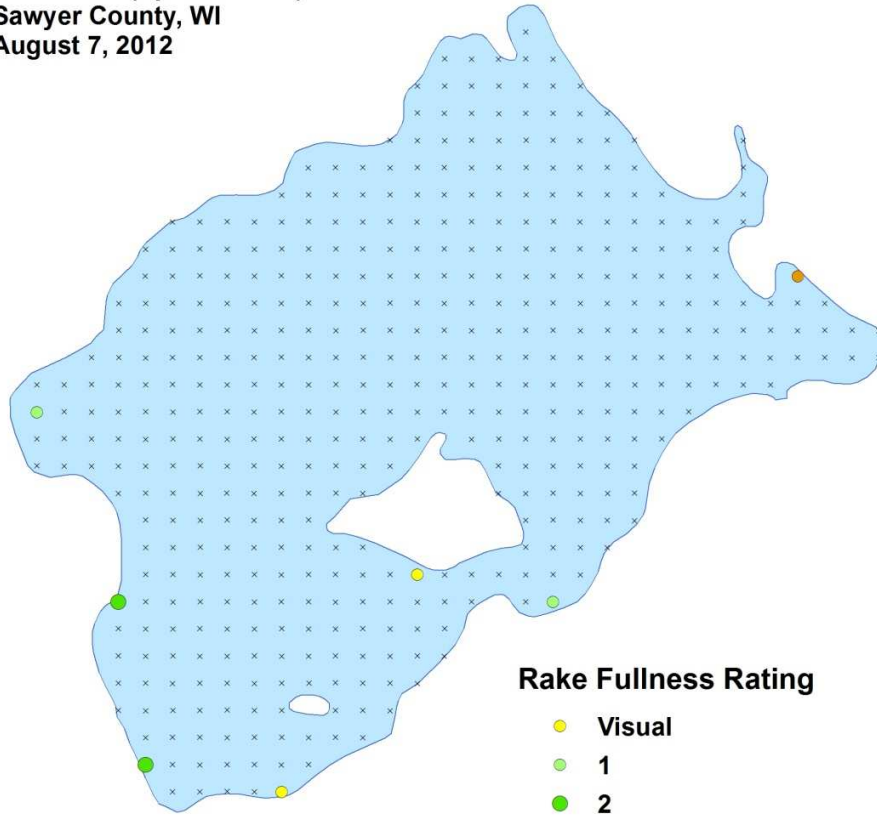 Sawyer County, WI
August 7, 2012
Rake Fullness Rating
Visual
1
2